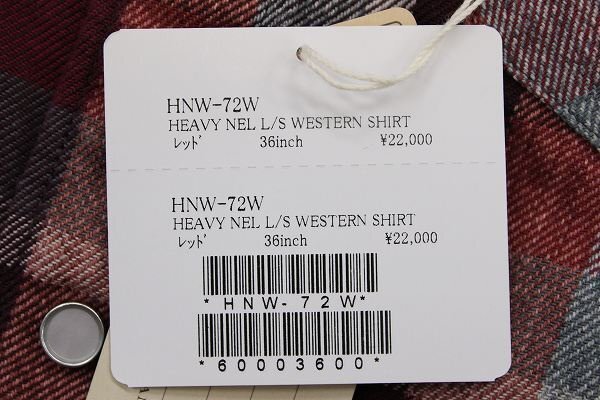 HNW-72W
HEAVY NEL L/S WESTERN SHIRT
ﾚｯﾄﾞ 36inch ¥22,000
HNW-72W
HEAVY NEL L/S WESTERN SHIRT
ﾚｯﾄﾞ 36inch ¥22,000
*HNW-72W*
*60003600*